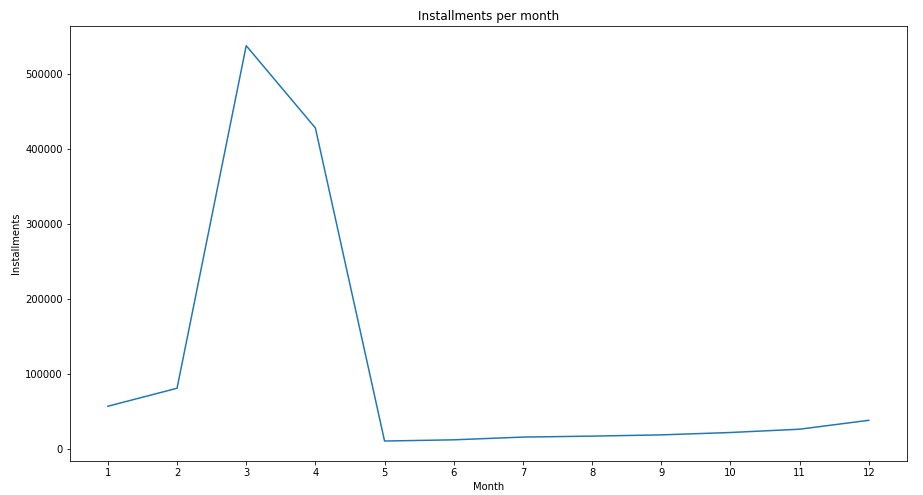 Installments per month
500000
400000
300000
200000
100000
0
Installments
1 2 3 4 5 6 7 8 9 10 11 12
Month